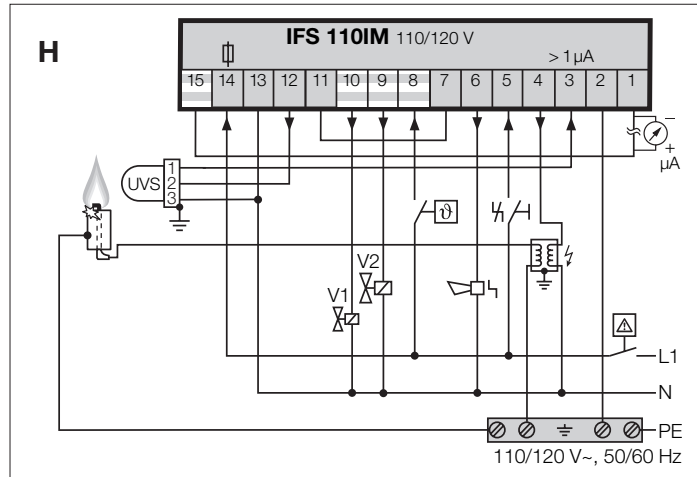 H
IFS 110IM 110/120 V
> 1 µA
15 14 13 12 11 10 9 8 7 6 5 4 3 2 1
−
+
µA
UVS
1
2
3
ϑ
V2
V1
L1
N
PE
110/120 V~, 50/60 Hz